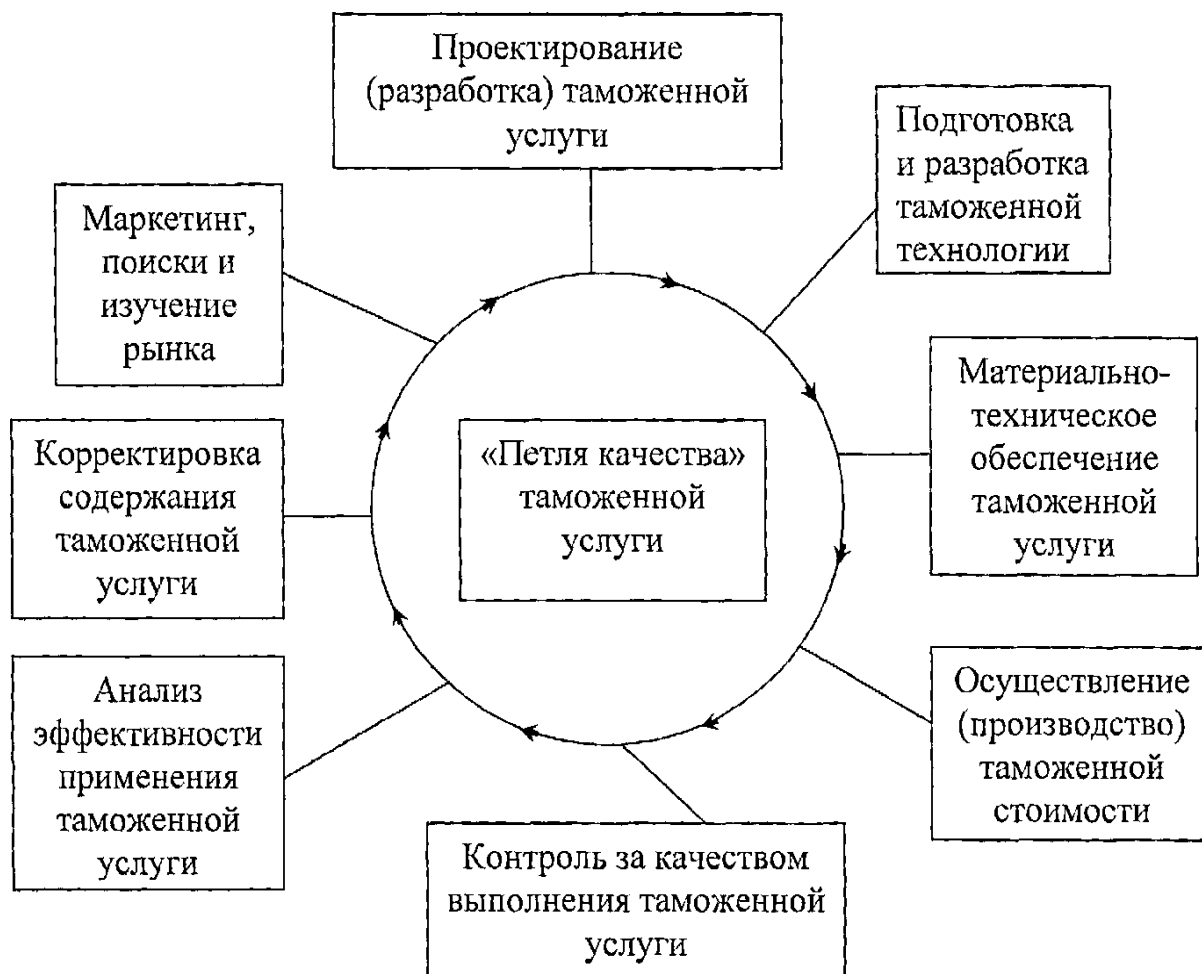 Проектирование
(разработка) таможенной
услуги
Подготовка
и разработка
таможенной
технологии
Маркетинг,
поиски и
изучение
рынка
Материально-
техническое
обеспечение
таможенной
услуги
«Петля качества»
таможенной
услуги
Корректировка
содержания
таможенной
услуги
Осуществление
(производство)
таможенной
стоимости
Анализ
эффективности
применения
таможенной
услуги
Контроль за качеством
выполнения таможенной
услуги